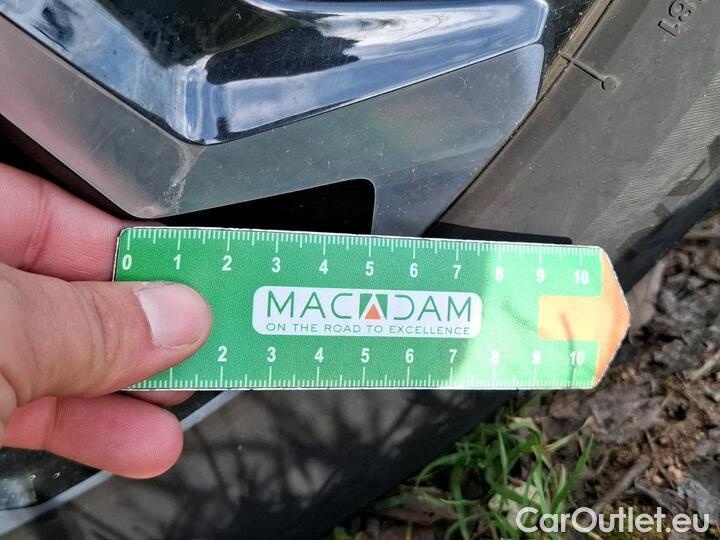 18
0 1 2 3 4 5 6 7 8 9 10
MACADAM
ON THE ROAD TO EXCELLENCE
2 3 4 5 6 7 8 9 10
CarOutlet.eu